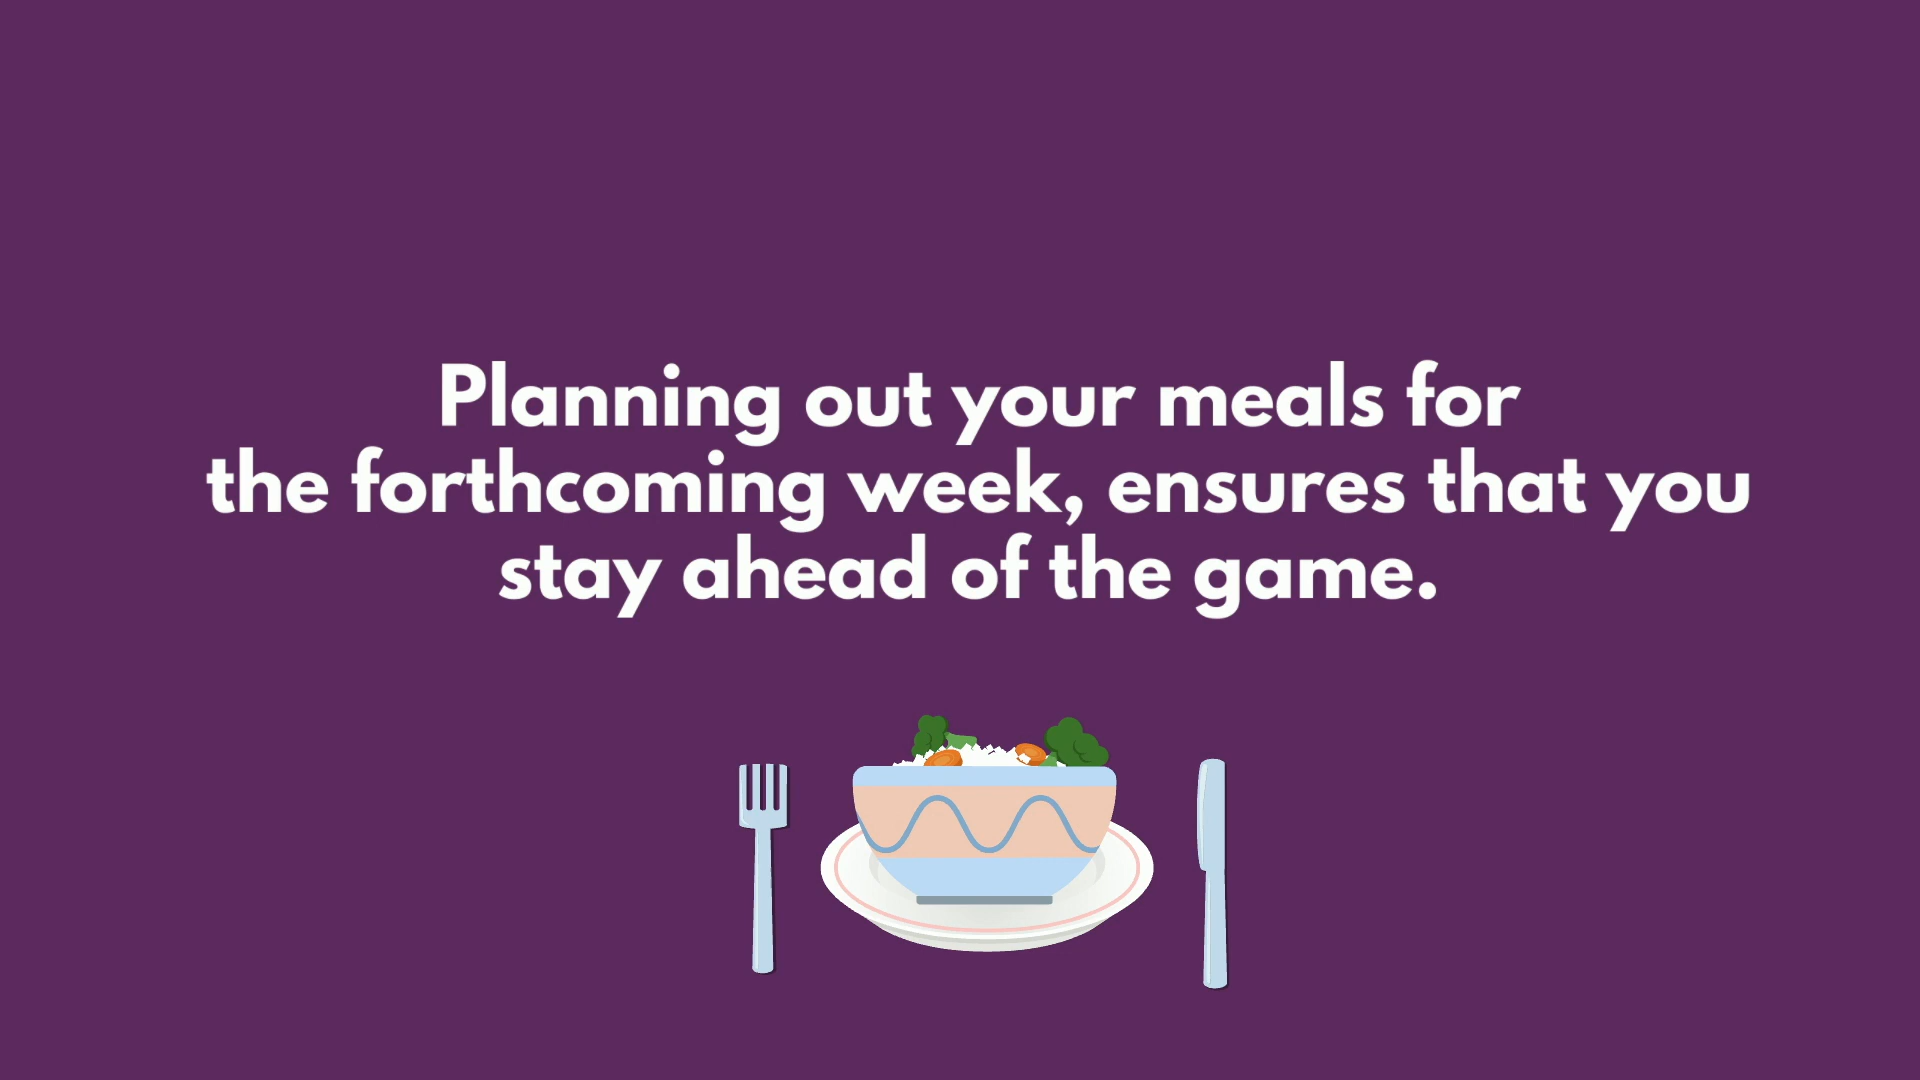 Planning out your meals for
the forthcoming week, ensures that you
stay ahead of the game.